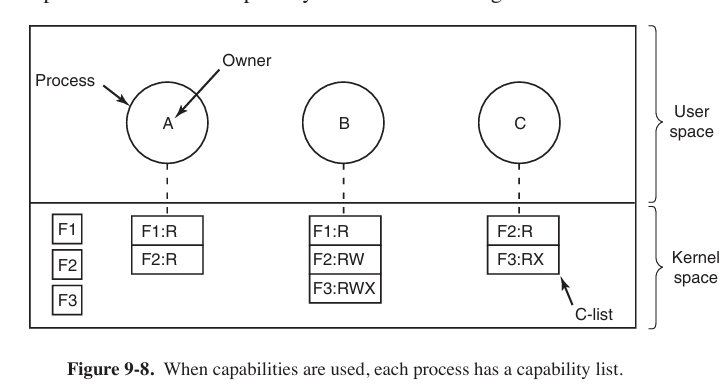 Owner
Process
A
B
C
User
space
F1
F2
F3
F1:R
F2:R
F1:R
F2:RW
F3:RWX
F2:R
F3:RX
C-list
Kernel
space
Figure 9-8. When capabilities are used, each process has a capability list.